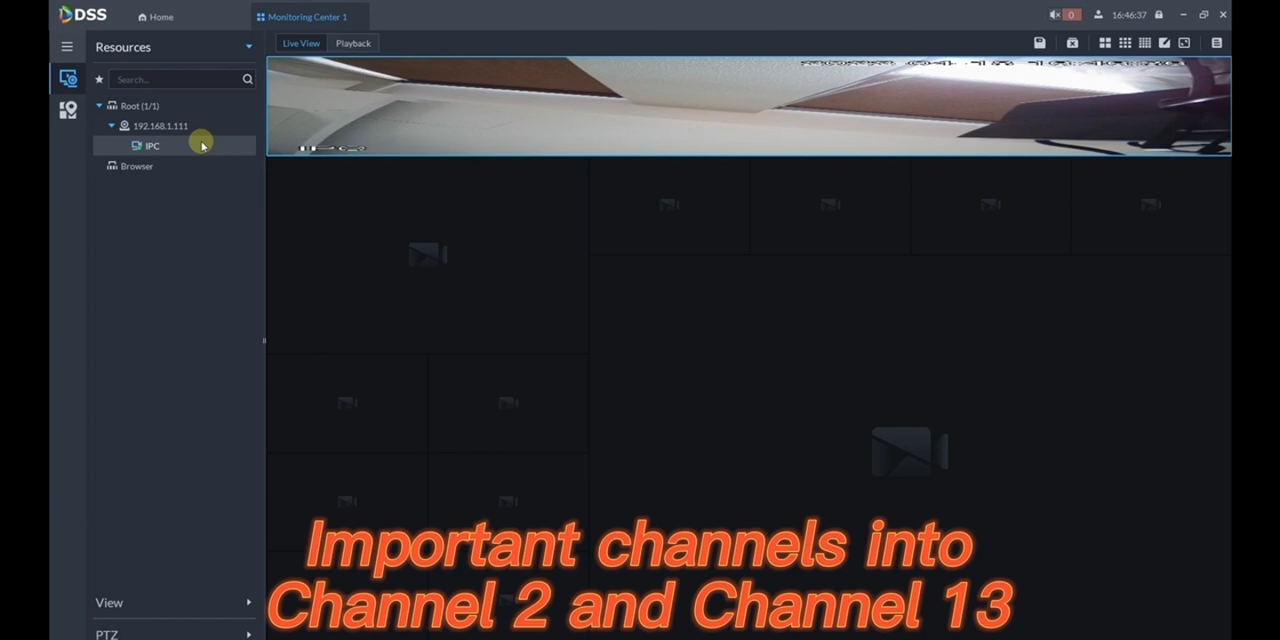 DSS
Home
Monitoring Center 1
0
16:46:37
Resources
Live View
Playback
Search...
Root (1/1)
192.168.1.111
IPC
Browser
View
PTZ
Important channels into
Channel 2 and Channel 13